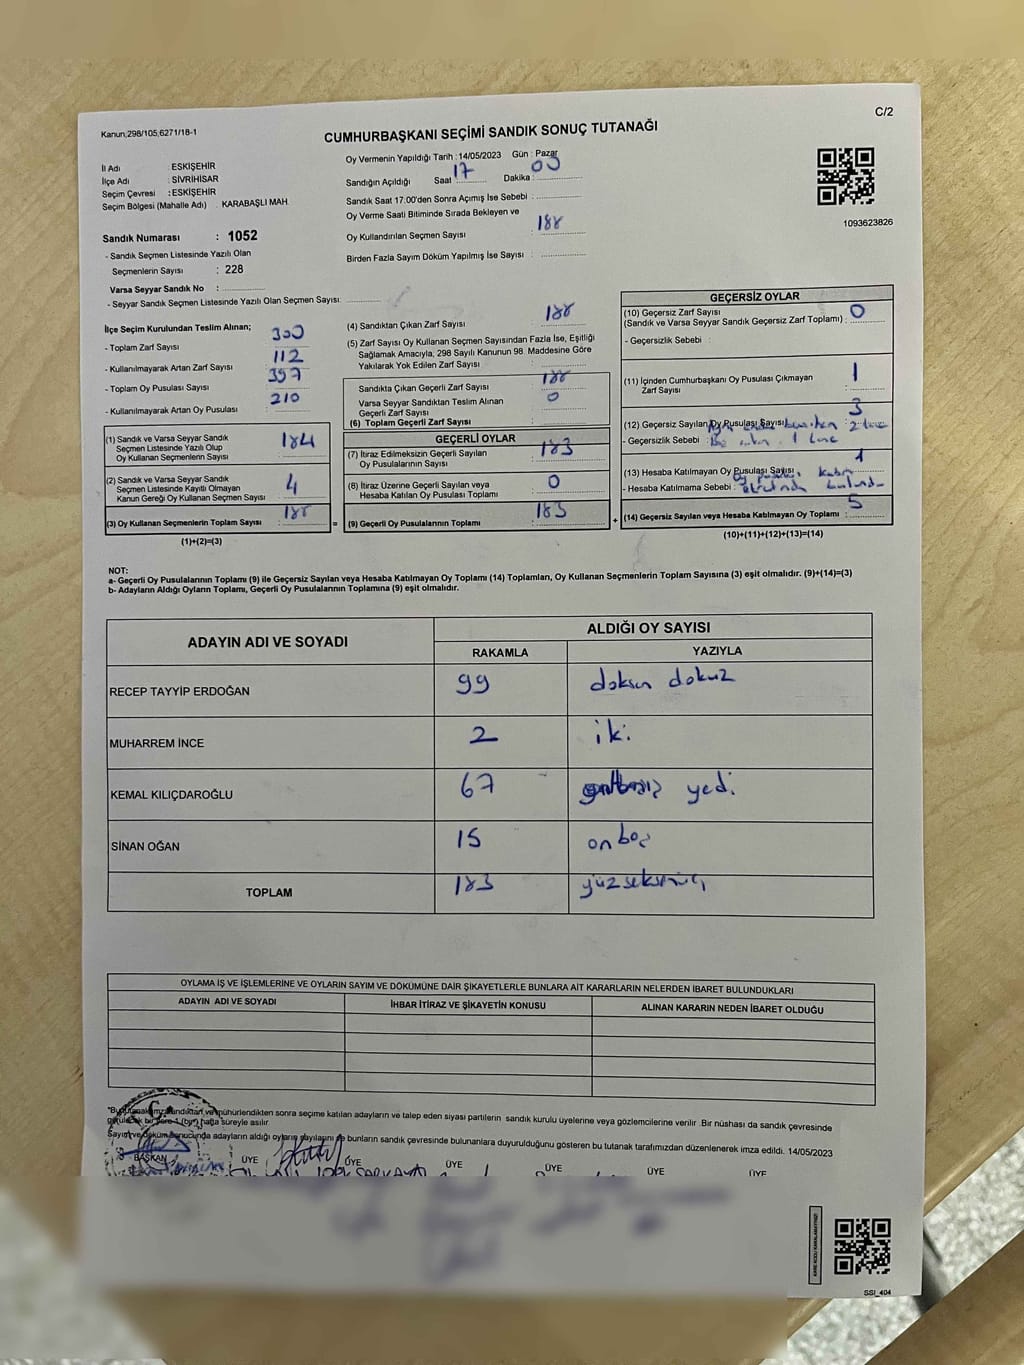 C/2
Kanun;298/105;6271/18-1
CUMHURBAŞKANI SEÇİMİ SANDIK SONUÇ TUTANAĞI
İl Adı : ESKİŞEHİR
İlçe Adı : SİVRİHİSAR
Seçim Çevresi : ESKİŞEHİR
Seçim Bölgesi (Mahalle Adı) : KARABAŞLI MAH.
Sandık Numarası : 1052
- Sandık Seçmen Listesinde Yazılı Olan
Seçmenlerin Sayısı : 228
Varsa Seyyar Sandık No :
- Seyyar Sandık Seçmen Listesinde Yazılı Olan Seçmen Sayısı:
Oy Vermenin Yapıldığı Tarih : 14/05/2023 Gün : Pazar
Sandığın Açıldığı Saat 17 Dakika : 03
Sandık Saat 17:00'den Sonra Açımış İse Sebebi :
Oy Verme Saati Bitiminde Sırada Bekleyen ve
Oy Kullandırılan Seçmen Sayısı : 188
Birden Fazla Sayım Döküm Yapılmış İse Sayısı :
1093623826
İlçe Seçim Kurulundan Teslim Alınan;
- Toplam Zarf Sayısı : 300
- Kullanılmayarak Artan Zarf Sayısı : 112
- Toplam Oy Pusulası Sayısı : 397
- Kullanılmayarak Artan Oy Pusulası : 210
(1) Sandık ve Varsa Seyyar Sandık
Seçmen Listesinde Yazılı Olup
Oy Kullanan Seçmenlerin Sayısı : 184
(2) Sandık ve Varsa Seyyar Sandık
Seçmen Listesinde Kayıtlı Olmayan
Kanun Gereği Oy Kullanan Seçmen Sayısı : 4
(3) Oy Kullanan Seçmenlerin Toplam Sayısı : 188
(1)+(2)=(3)
(4) Sandıktan Çıkan Zarf Sayısı : 188
(5) Zarf Sayısı Oy Kullanan Seçmen Sayısından Fazla İse, Eşitliği
Sağlamak Amacıyla, 298 Sayılı Kanunun 98. Maddesine Göre
Yakılarak Yok Edilen Zarf Sayısı :
Sandıkta Çıkan Geçerli Zarf Sayısı : 188
Varsa Seyyar Sandıktan Teslim Alınan
Geçerli Zarf Sayısı : 0
(6) Toplam Geçerli Zarf Sayısı
GEÇERLİ OYLAR
(7) İtiraz Edilmeksizin Geçerli Sayılan
Oy Pusulalarının Sayısı : 183
(8) İtiraz Üzerine Geçerli Sayılan veya
Hesaba Katılan Oy Pusulası Toplamı : 0
(9) Geçerli Oy Pusulalarının Toplamı : 183
GEÇERSİZ OYLAR
(10) Geçersiz Zarf Sayısı
(Sandık ve Varsa Seyyar Sandık Geçersiz Zarf Toplamı) : 0
- Geçersizlik Sebebi :
(11) İçinden Cumhurbaşkanı Oy Pusulası Çıkmayan
Zarf Sayısı : 1
(12) Geçersiz Sayılan Oy Pusulası Sayısı : 3
- Geçersizlik Sebebi :
(13) Hesaba Katılmayan Oy Pusulası Sayısı : 1
- Hesaba Katılmama Sebebi :
(14) Geçersiz Sayılan veya Hesaba Katılmayan Oy Toplamı : 5
(10)+(11)+(12)+(13)=(14)
NOT:
a- Geçerli Oy Pusulalarının Toplamı (9) ile Geçersiz Sayılan veya Hesaba Katılmayan Oy Toplamı (14) Toplamları, Oy Kullanan Seçmenlerin Toplam Sayısına (3) eşit olmalıdır. (9)+(14)=(3)
b- Adayların Aldığı Oyların Toplamı, Geçerli Oy Pusulalarının Toplamına (9) eşit olmalıdır.
ADAYIN ADI VE SOYADI ALDIĞI OY SAYISI
RAKAMLA YAZIYLA
RECEP TAYYİP ERDOĞAN 99 doksan dokuz
MUHARREM İNCE 2 iki
KEMAL KILIÇDAROĞLU 67 yedi
SİNAN OĞAN 15 onbeş
TOPLAM 183 yüzseksenüç
OYLAMA İŞ VE İŞLEMLERİNE VE OYLARIN SAYIM VE DÖKÜMÜNE DAİR ŞİKAYETLERLE BUNLARA AİT KARARLARIN NELERDEN İBARET BULUNDUKLARI
ADAYIN ADI VE SOYADI İHBAR İTİRAZ VE ŞİKAYETİN KONUSU ALINAN KARARIN NEDEN İBARET OLDUĞU
mühürlendikten sonra seçime katılan adayların ve talep eden siyasi partilerin sandık kurulu üyelerine veya gözlemcilerine verilir. Bir nüshası da sandık çevresinde
hafta süreyle asılır.
Sayım ve döküm sonucunda adayların aldığı oyların sayılarını ve bunların sandık çevresinde bulunanlara duyurulduğunu gösteren bu tutanak tarafımızdan düzenlenerek imza edildi. 14/05/2023
BAŞKAN ÜYE ÜYE ÜYE ÜYE ÜYE ÜYE
SSI_404